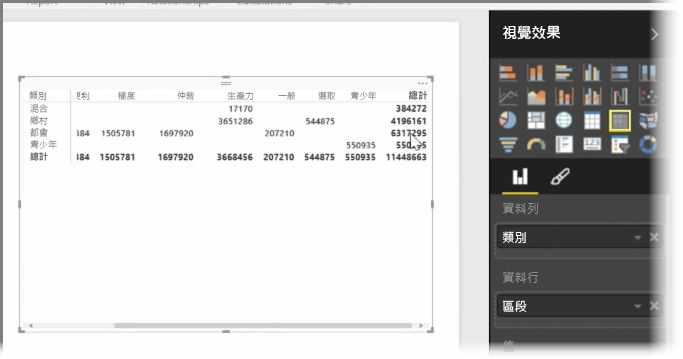 視覺效果
類別 便利 極度 仲裁 生產力 一般 選取 青少年 總計
混合 17170 384272
鄉村 3651286 544875 4196161
都會 184 1505781 1697920 207210 6317295
青少年 550935
總計 184 1505781 1697920 3668456 207210 544875 550935 11448663
資料列
類別
資料行
區段
值